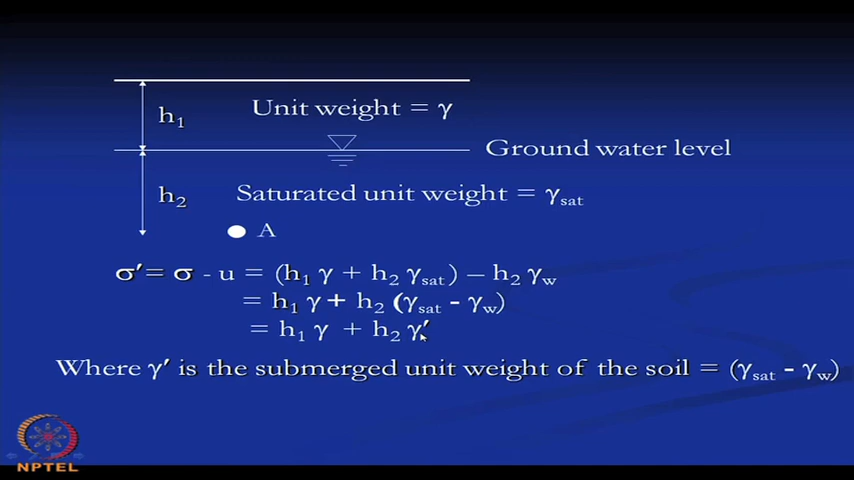 h₁
Unit weight = γ
Ground water level
h₂
Saturated unit weight = γsat
A
σ′ = σ - u = (h₁ γ + h₂ γsat ) – h₂ γw
= h₁ γ + h₂ (γsat - γw)
= h₁ γ + h₂ γ′
Where γ′ is the submerged unit weight of the soil = (γsat - γw)
NPTEL